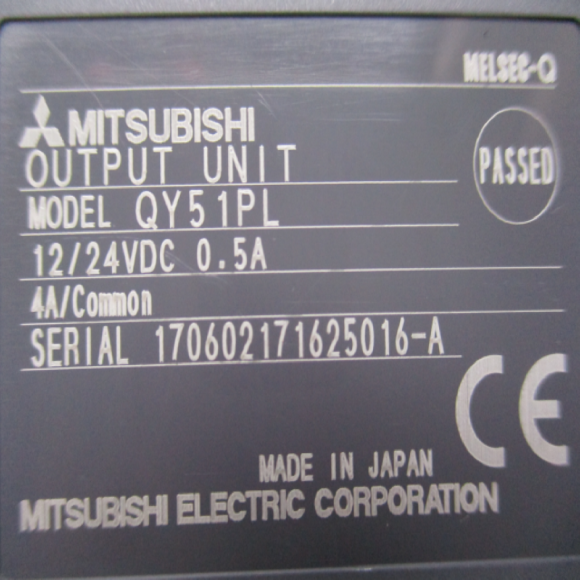 MELSEC-Q
MITSUBISHI
OUTPUT UNIT
PASSED
MODEL QY51PL
12/24VDC 0.5A
4A/Common
SERIAL 170602171625016-A
CE
MADE IN JAPAN
MITSUBISHI ELECTRIC CORPORATION